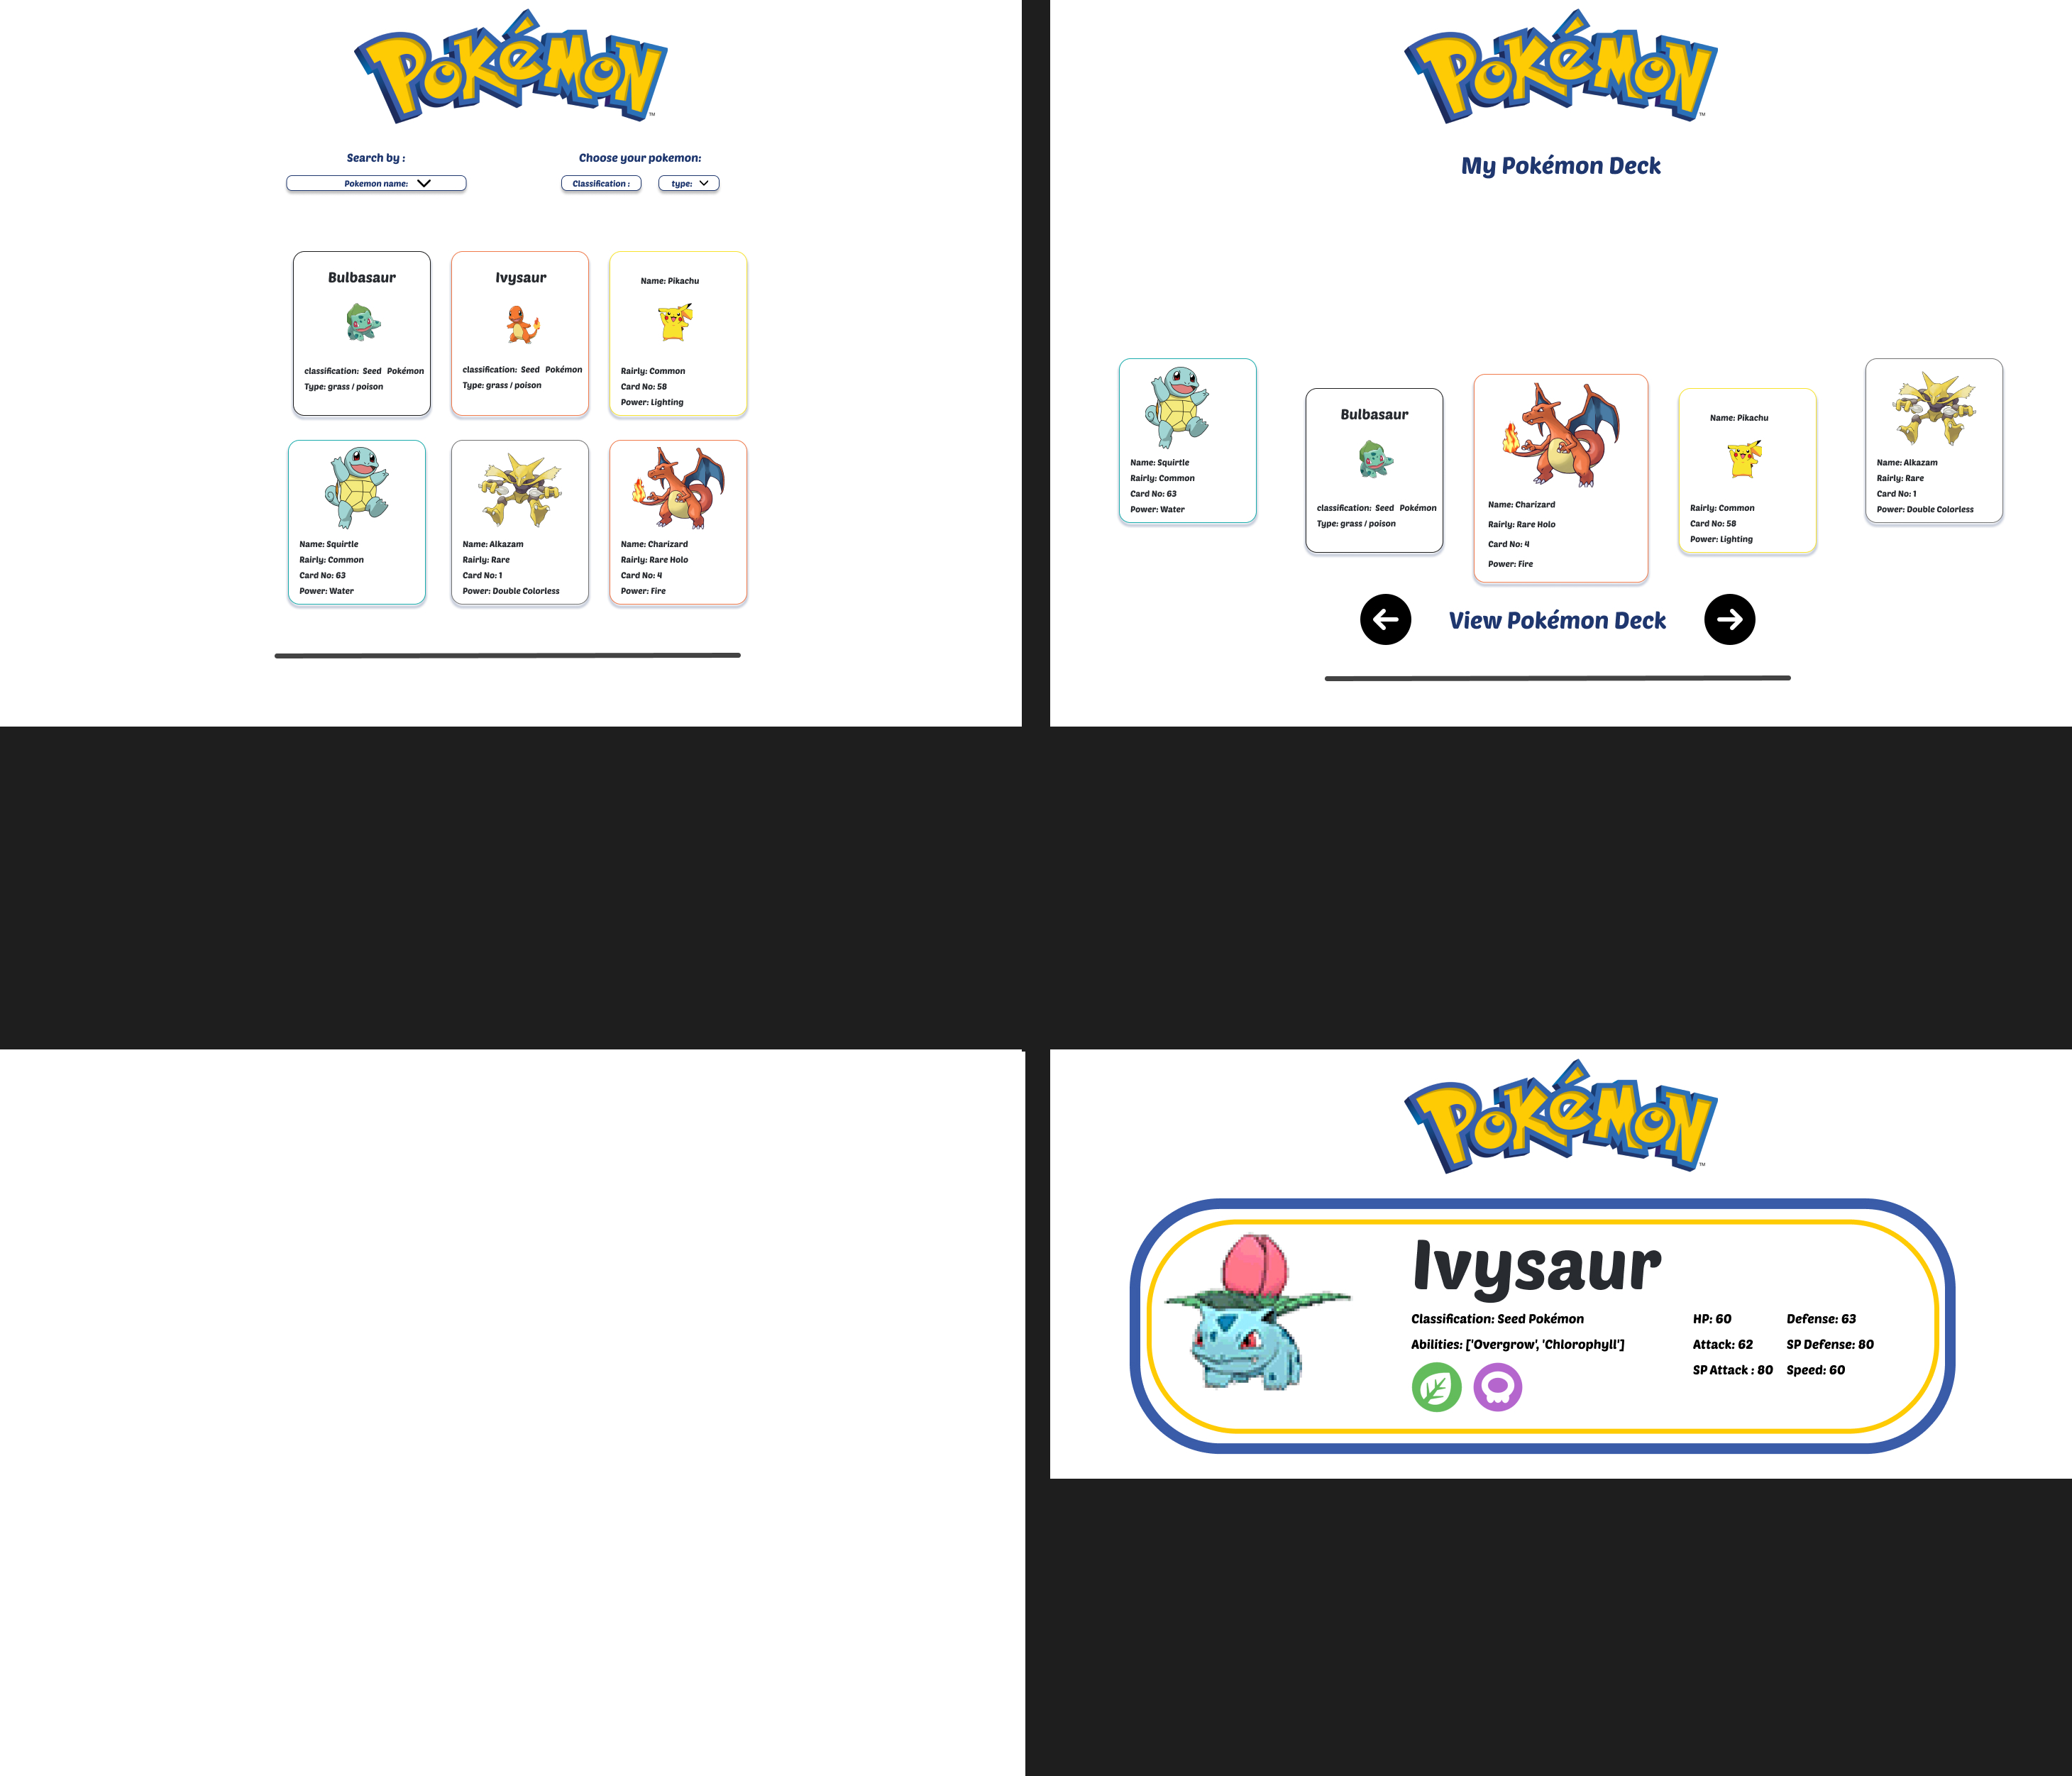 Pokémon
TM
Search by :
Choose your pokemon:
Pokemon name:
Classification :
type:
Bulbasaur
classification: Seed Pokémon
Type: grass / poison
Ivysaur
classification: Seed Pokémon
Type: grass / poison
Name: Pikachu
Rairly: Common
Card No: 58
Power: Lighting
Name: Squirtle
Rairly: Common
Card No: 63
Power: Water
Name: Alkazam
Rairly: Rare
Card No: 1
Power: Double Colorless
Name: Charizard
Rairly: Rare Holo
Card No: 4
Power: Fire
Pokémon
TM
My Pokémon Deck
Name: Squirtle
Rairly: Common
Card No: 63
Power: Water
Bulbasaur
classification: Seed Pokémon
Type: grass / poison
Name: Charizard
Rairly: Rare Holo
Card No: 4
Power: Fire
Name: Pikachu
Rairly: Common
Card No: 58
Power: Lighting
Name: Alkazam
Rairly: Rare
Card No: 1
Power: Double Colorless
View Pokémon Deck
Pokémon
TM
Ivysaur
Classification: Seed Pokémon
Abilities: ['Overgrow', 'Chlorophyll']
HP: 60
Defense: 63
Attack: 62
SP Defense: 80
SP Attack : 80
Speed: 60